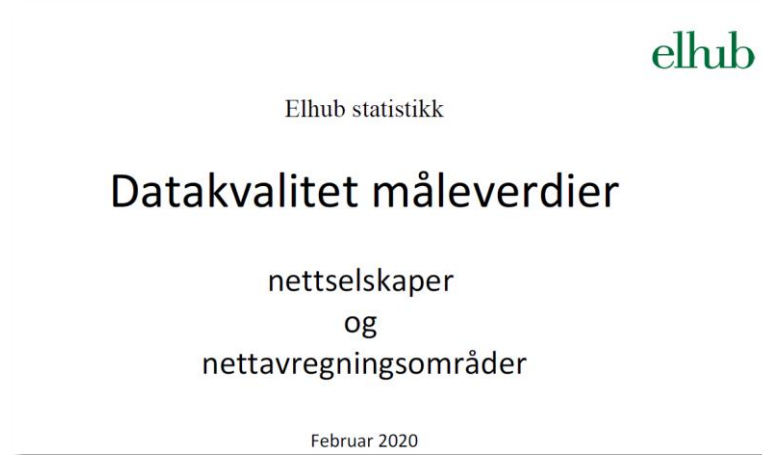 elhub
Elhub statistikk
Datakvalitet måleverdier
nettselskaper
og
nettavregningsområder
Februar 2020